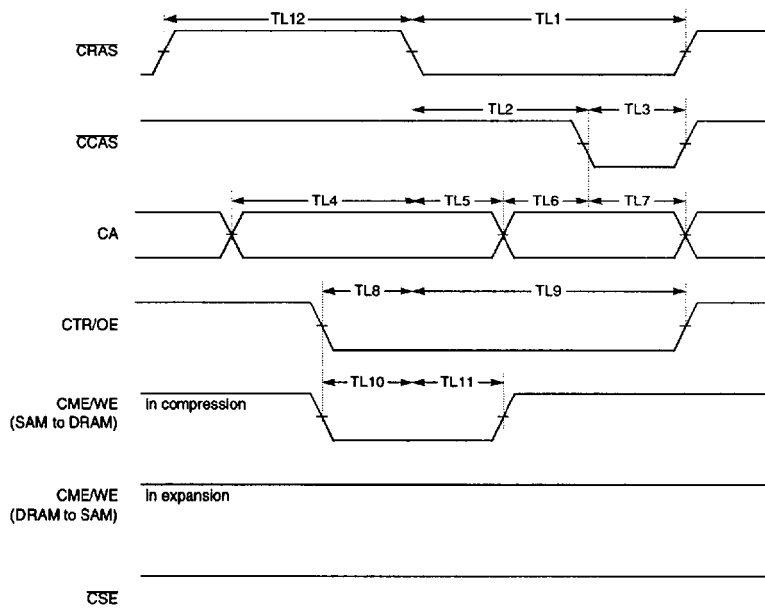 TL12 TL1
CRAS
TL2 TL3
CCAS
TL4 TL5 TL6 TL7
CA
TL8 TL9
CTR/OE
TL10 TL11
CME/WE In compression
(SAM to DRAM)
CME/WE In expansion
(DRAM to SAM)
CSE